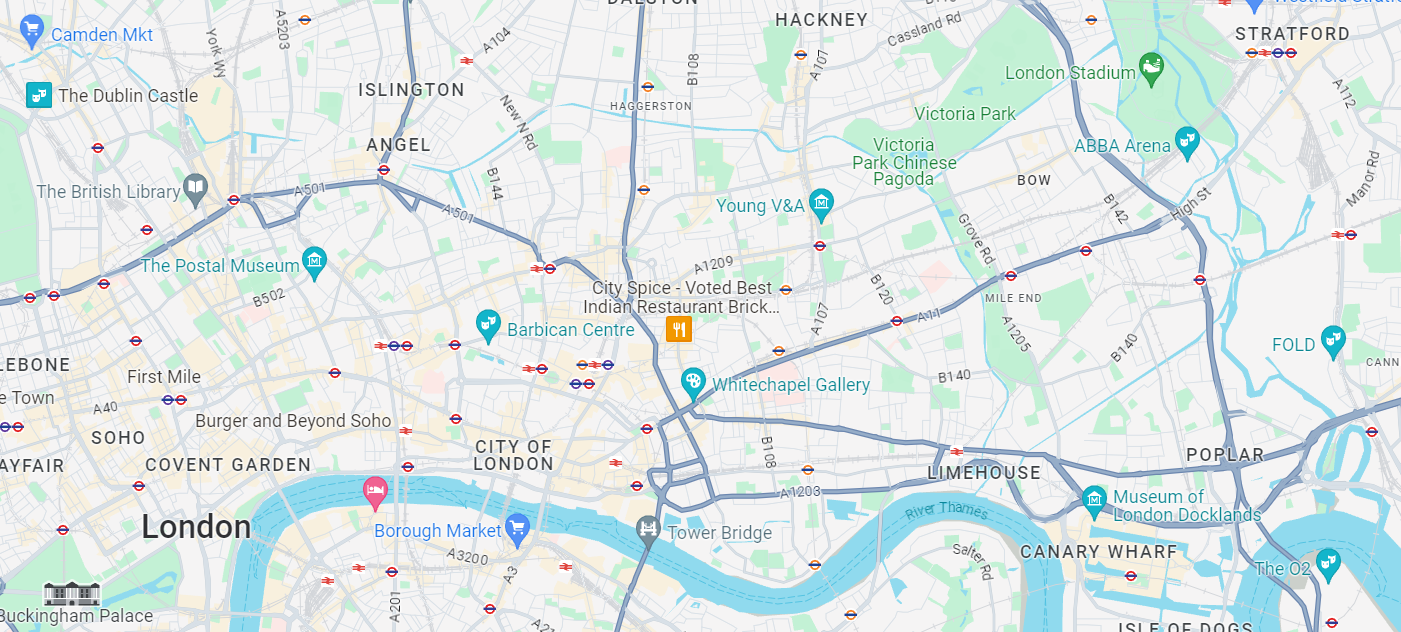 DALSTON
HACKNEY
Westfield Stratf
Camden Mkt
A5203
York Wy
A104
B108
A107
Cassland Rd
STRATFORD
London Stadium
The Dublin Castle
ISLINGTON
New N Rd
HAGGERSTON
Victoria Park
A112
ANGEL
Victoria
Park Chinese
Pagoda
ABBA Arena
BOW
Manor Rd
The British Library
A501
B144
A501
Young V&A
B142
High St
Grove Rd
The Postal Museum
B502
A1209
City Spice - Voted Best
Indian Restaurant Brick...
B120
MILE END
A107
A11
A1205
Barbican Centre
B140
FOLD
LEBONE
First Mile
CANN
e Town
A40
Whitechapel Gallery
B140
Burger and Beyond Soho
SOHO
CITY OF
LONDON
B108
AYFAIR
COVENT GARDEN
LIMEHOUSE
POPLAR
A1203
Museum of
London Docklands
River Thames
London
Borough Market
Tower Bridge
A3200
A3
Salter Rd
CANARY WHARF
The O2
A201
Buckingham Palace
A21
ISLE OF DOGS